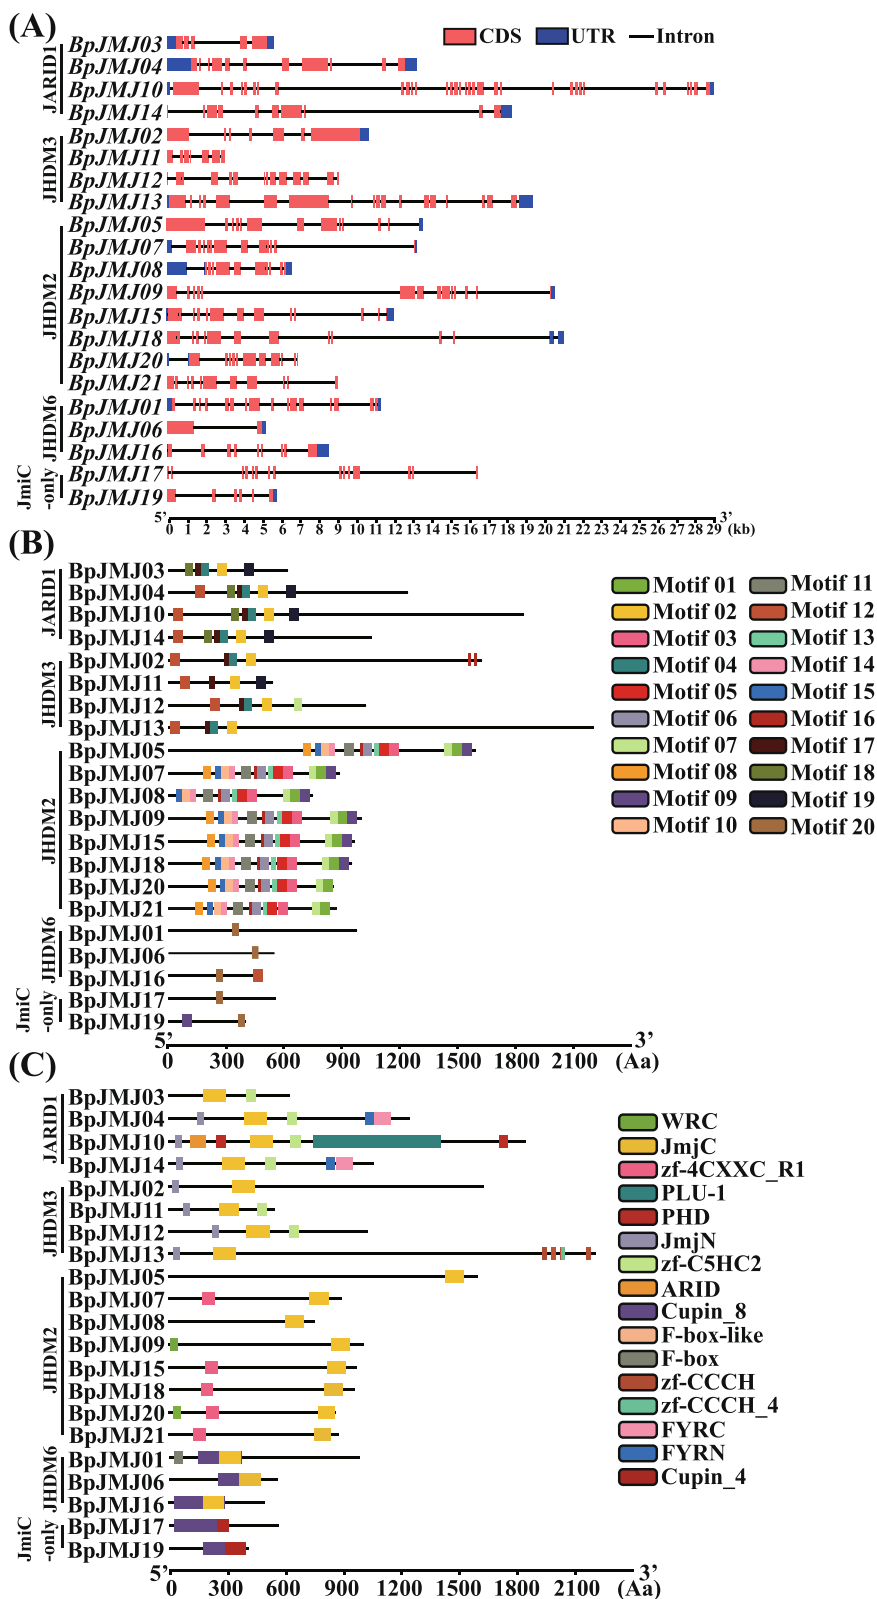 (A)
CDS UTR Intron
JARID1
BpJMJ03
BpJMJ04
BpJMJ10
BpJMJ14
JHDM3
BpJMJ02
BpJMJ11
BpJMJ12
BpJMJ13
JHDM2
BpJMJ05
BpJMJ07
BpJMJ08
BpJMJ09
BpJMJ15
BpJMJ18
BpJMJ20
BpJMJ21
JHDM6
BpJMJ01
BpJMJ06
BpJMJ16
JmiC
-only
BpJMJ17
BpJMJ19
5’ 3’
0 1 2 3 4 5 6 7 8 9 10 11 12 13 14 15 16 17 18 19 20 21 22 23 24 25 26 27 28 29 (kb)
(B)
JARID1
BpJMJ03
BpJMJ04
BpJMJ10
BpJMJ14
JHDM3
BpJMJ02
BpJMJ11
BpJMJ12
BpJMJ13
JHDM2
BpJMJ05
BpJMJ07
BpJMJ08
BpJMJ09
BpJMJ15
BpJMJ18
BpJMJ20
BpJMJ21
JHDM6
BpJMJ01
BpJMJ06
BpJMJ16
JmiC
-only
BpJMJ17
BpJMJ19
5’ 3’
0 300 600 900 1200 1500 1800 2100 (Aa)
Motif 01
Motif 02
Motif 03
Motif 04
Motif 05
Motif 06
Motif 07
Motif 08
Motif 09
Motif 10
Motif 11
Motif 12
Motif 13
Motif 14
Motif 15
Motif 16
Motif 17
Motif 18
Motif 19
Motif 20
(C)
JARID1
BpJMJ03
BpJMJ04
BpJMJ10
BpJMJ14
JHDM3
BpJMJ02
BpJMJ11
BpJMJ12
BpJMJ13
JHDM2
BpJMJ05
BpJMJ07
BpJMJ08
BpJMJ09
BpJMJ15
BpJMJ18
BpJMJ20
BpJMJ21
JHDM6
BpJMJ01
BpJMJ06
BpJMJ16
JmiC
-only
BpJMJ17
BpJMJ19
5’ 3’
0 300 600 900 1200 1500 1800 2100 (Aa)
WRC
JmjC
zf-4CXXC_R1
PLU-1
PHD
JmjN
zf-C5HC2
ARID
Cupin_8
F-box-like
F-box
zf-CCCH
zf-CCCH_4
FYRC
FYRN
Cupin_4